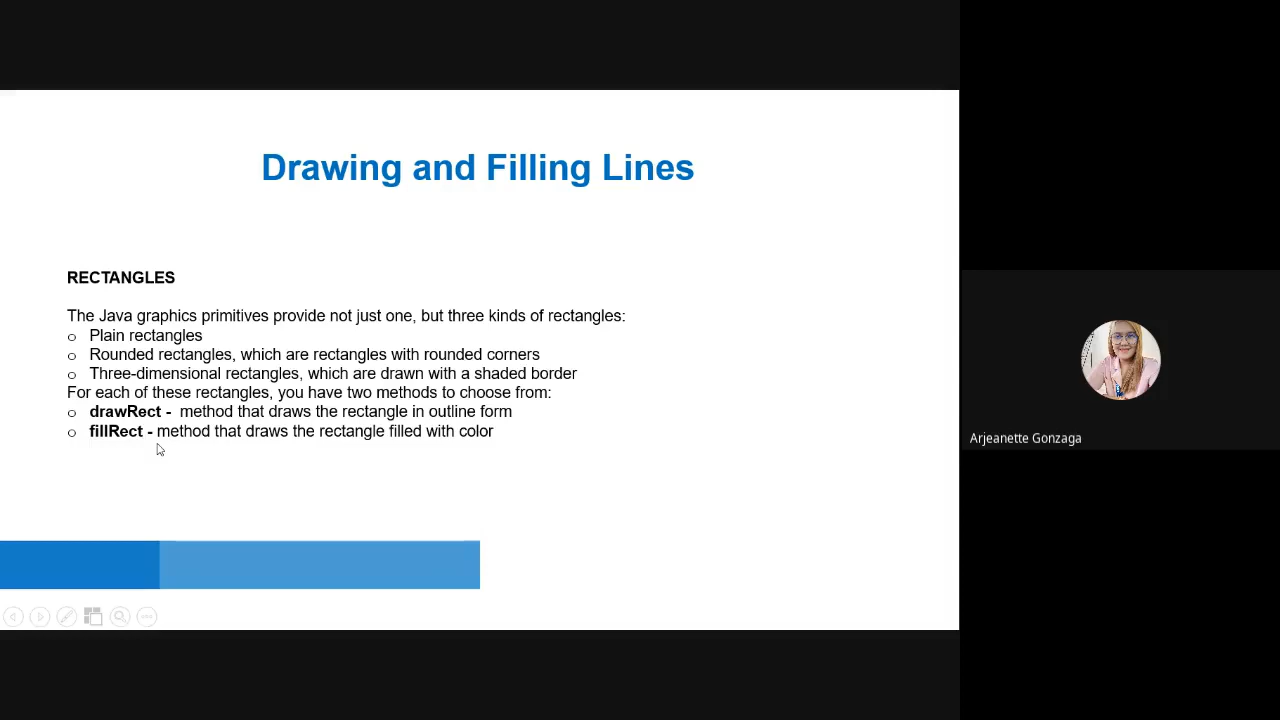 Drawing and Filling Lines
RECTANGLES
The Java graphics primitives provide not just one, but three kinds of rectangles:
o Plain rectangles
o Rounded rectangles, which are rectangles with rounded corners
o Three-dimensional rectangles, which are drawn with a shaded border
For each of these rectangles, you have two methods to choose from:
o drawRect - method that draws the rectangle in outline form
o fillRect - method that draws the rectangle filled with color
Arjeanette Gonzaga